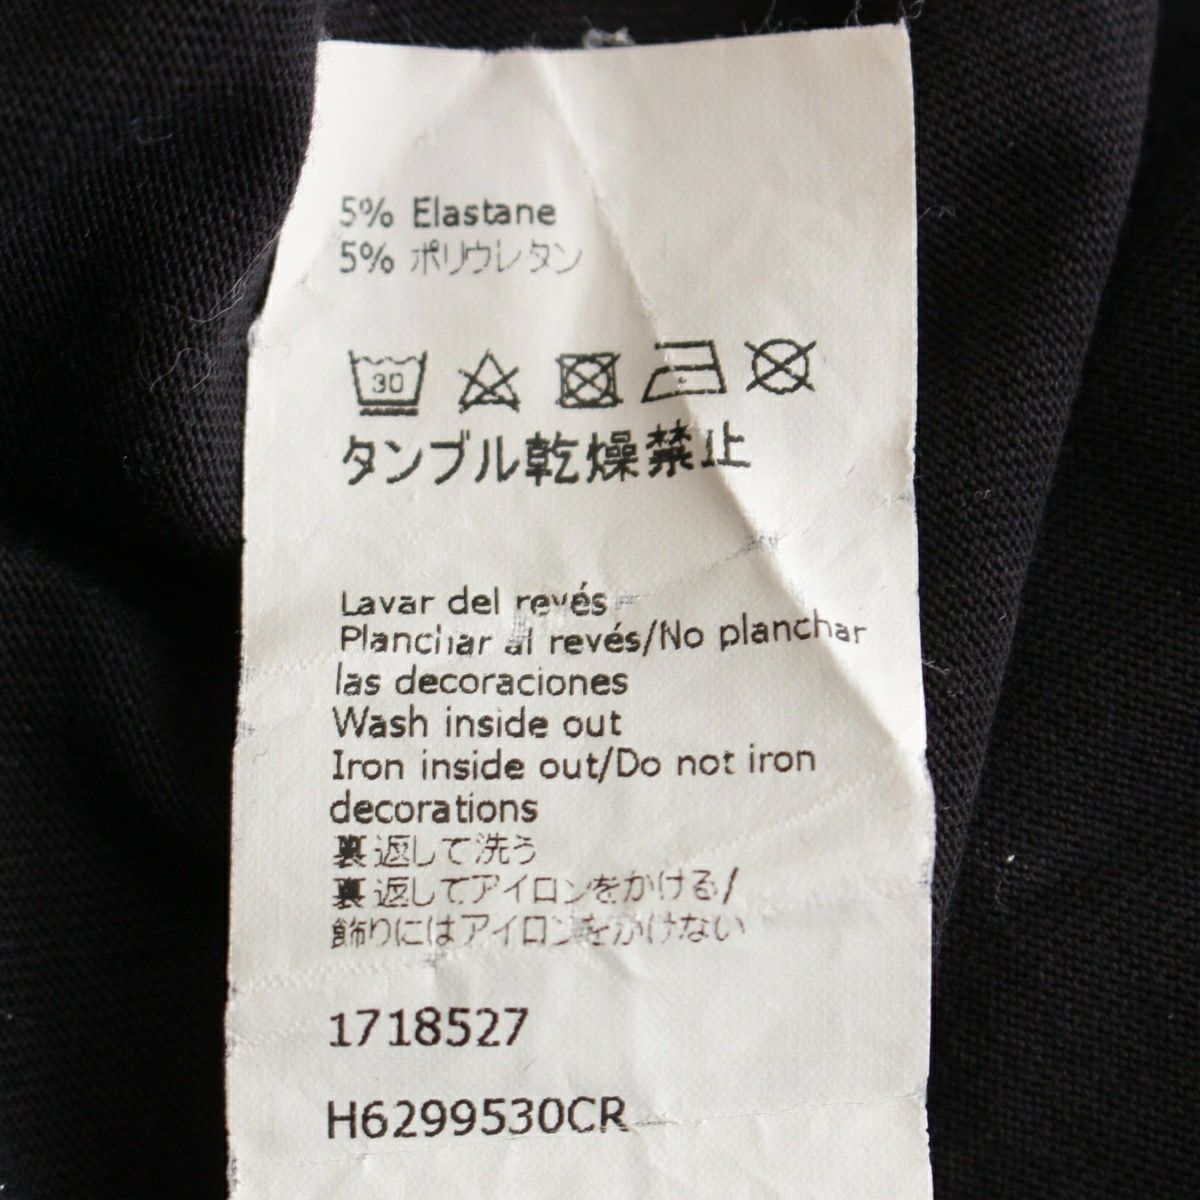 5% Elastane
5% ポリウレタン
30
タンブル乾燥禁止
Lavar del revés
Planchar al revés/No planchar
las decoraciones
Wash inside out
Iron inside out/Do not iron
decorations
裏返して洗う
裏返してアイロンをかける/
飾りにはアイロンをかけない
1718527
H6299530CR